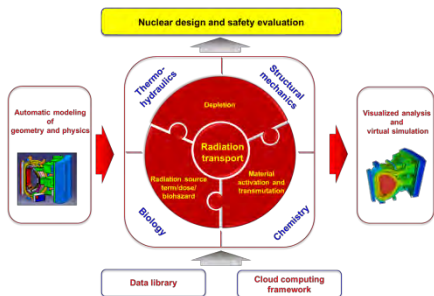 Nuclear design and safety evaluation
Thermo-
hydraulics
Structural
mechanics
Automatic modeling
of
geometry and physics
Depletion
Radiation
transport
Radiation source
term/dose/
biohazard
Material
activation and
transmutation
Visualized analysis
and
virtual simulation
Biology
Chemistry
Data library
Cloud computing
framework